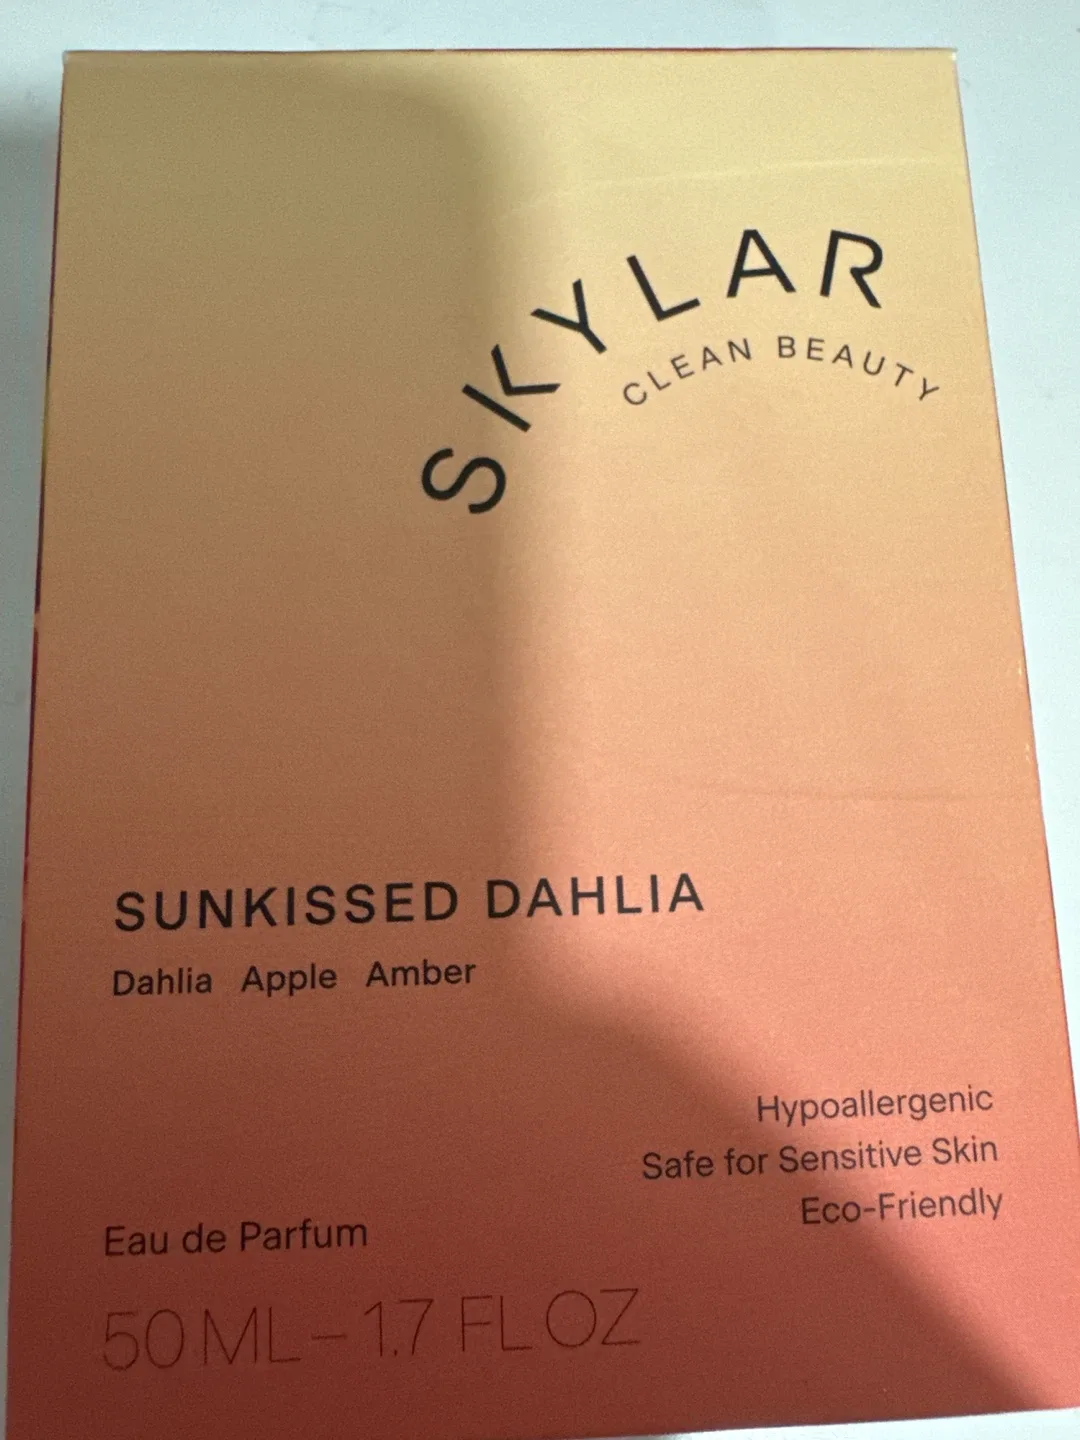 SKYLAR
CLEAN BEAUTY
SUNKISSED DAHLIA
Dahlia Apple Amber
Hypoallergenic
Safe for Sensitive Skin
Eco-Friendly
Eau de Parfum
50 ML – 1.7 FL OZ